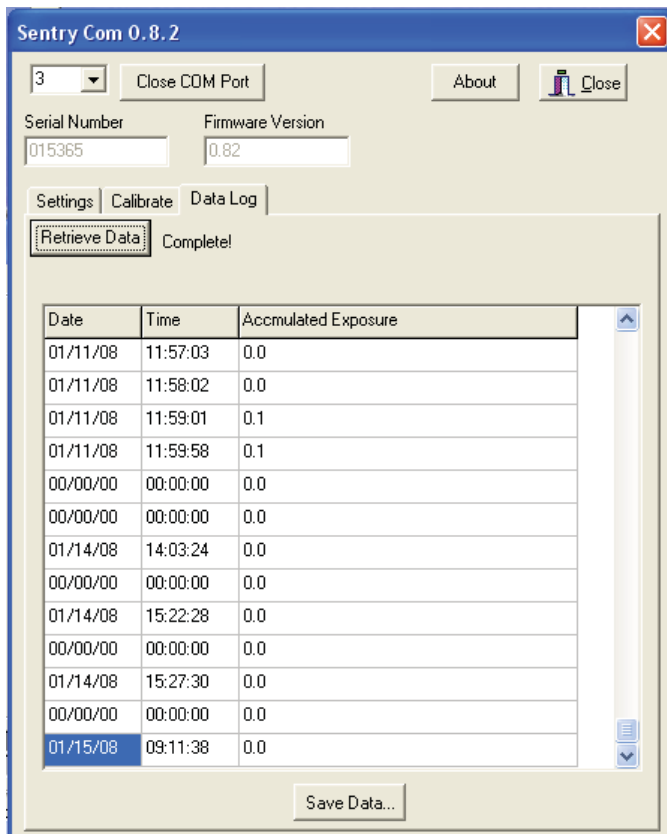 Sentry Com 0.8.2
3 Close COM Port About Close
Serial Number Firmware Version
015365 0.82
Settings Calibrate Data Log
Retrieve Data Complete!
Date Time Accmulated Exposure
01/11/08 11:57:03 0.0
01/11/08 11:58:02 0.0
01/11/08 11:59:01 0.1
01/11/08 11:59:58 0.1
00/00/00 00:00:00 0.0
00/00/00 00:00:00 0.0
01/14/08 14:03:24 0.0
00/00/00 00:00:00 0.0
01/14/08 15:22:28 0.0
00/00/00 00:00:00 0.0
01/14/08 15:27:30 0.0
00/00/00 00:00:00 0.0
01/15/08 09:11:38 0.0
Save Data...